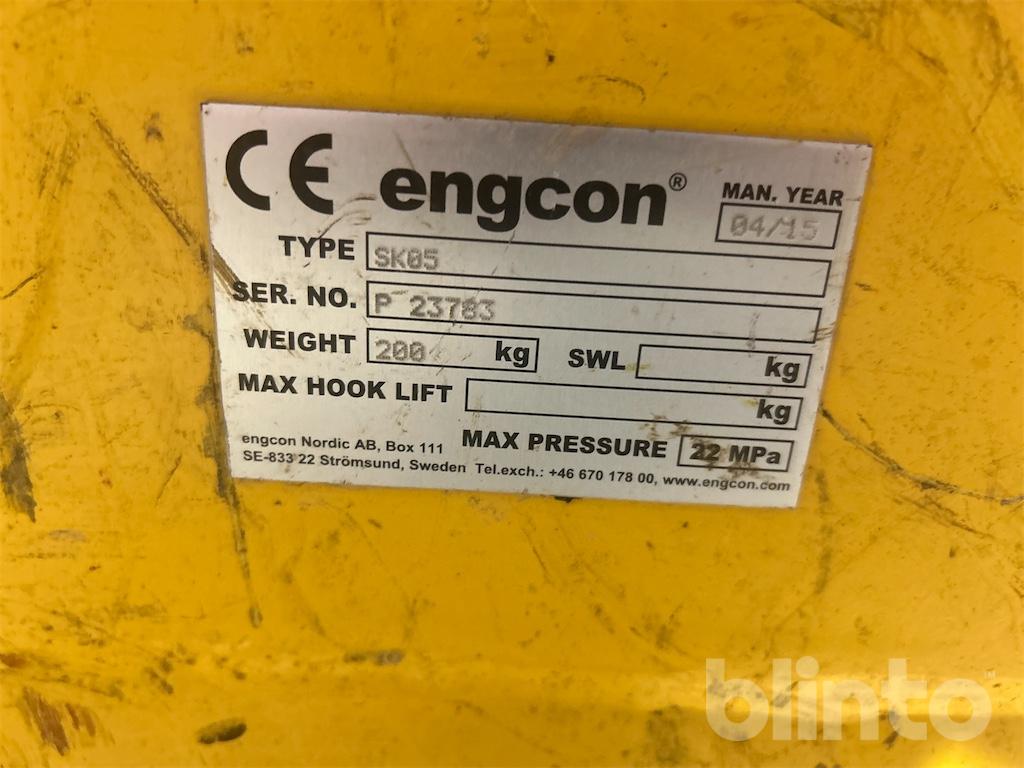 CE engcon® MAN. YEAR
04/15
TYPE SK05
SER. NO. P 23783
WEIGHT 200 kg SWL kg
MAX HOOK LIFT kg
engcon Nordic AB, Box 111 MAX PRESSURE 22 MPa
SE-833 22 Strömsund, Sweden Tel.exch.: +46 670 178 00, www.engcon.com
blinto™